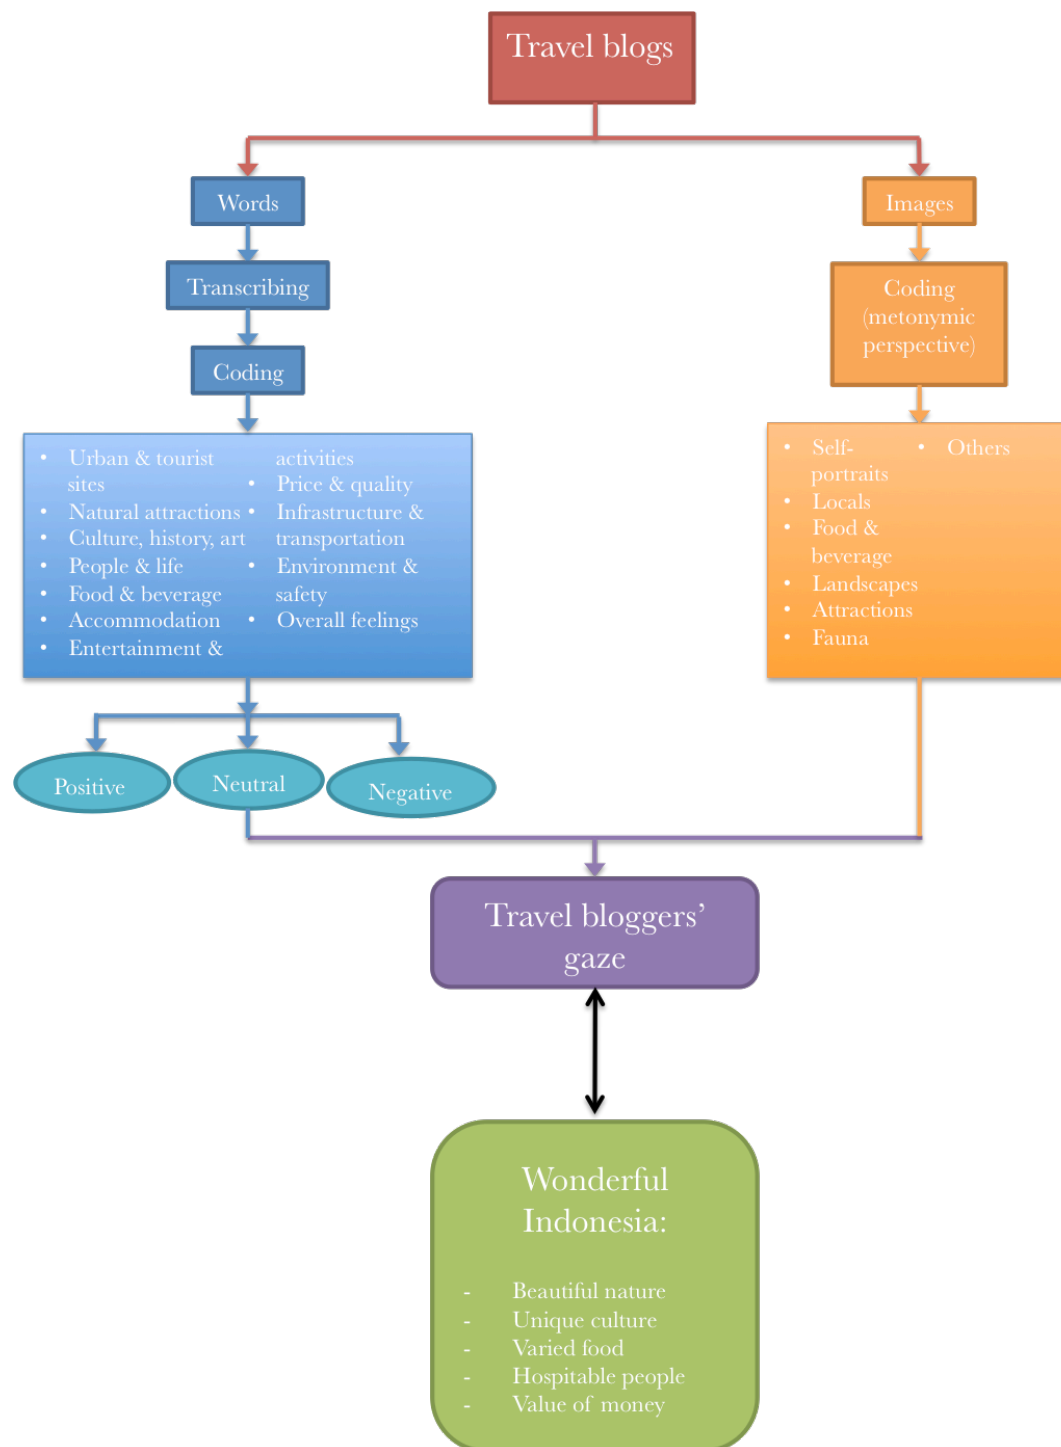 Travel blogs
Words
Images
Transcribing
Coding
(metonymic
perspective)
Coding
• Urban & tourist
sites
• Natural attractions
• Culture, history, art
• People & life
• Food & beverage
• Accommodation
• Entertainment &
activities
• Price & quality
• Infrastructure &
transportation
• Environment &
safety
• Overall feelings
• Self-
portraits
• Locals
• Food &
beverage
• Landscapes
• Attractions
• Fauna
• Others
Positive
Neutral
Negative
Travel bloggers’
gaze
Wonderful
Indonesia:
- Beautiful nature
- Unique culture
- Varied food
- Hospitable people
- Value of money